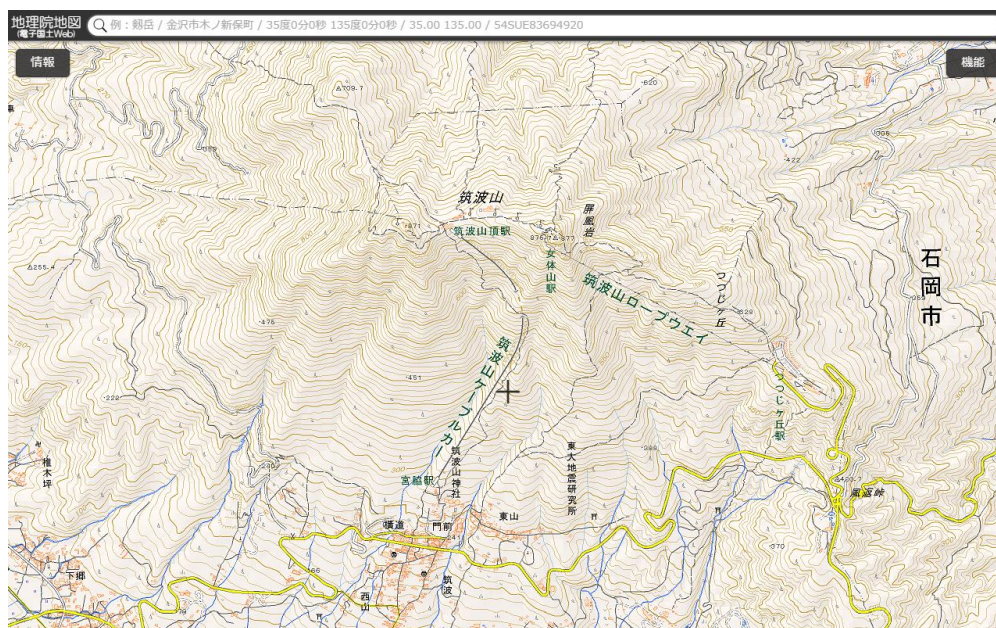 地理院地図
(電子国土Web)
例：剱岳 / 金沢市木ノ新保町 / 35度0分0秒 135度0分0秒 / 35.00 135.00 / 54SUE83694920
情報
機能
709.7
620
422
筑波山
屏風岩
871
筑波山頂駅
877
女体山駅
筑波山ロープウエイ
つつじヶ丘
石岡市
255.4
475
451
222
筑波山ケーブルカー
つつじヶ丘駅
椎木坪
300
宮脇駅
筑波山神社
東大地震研究所
風返峠
横道
門前
東山
241
370
下郷
西山
筑波